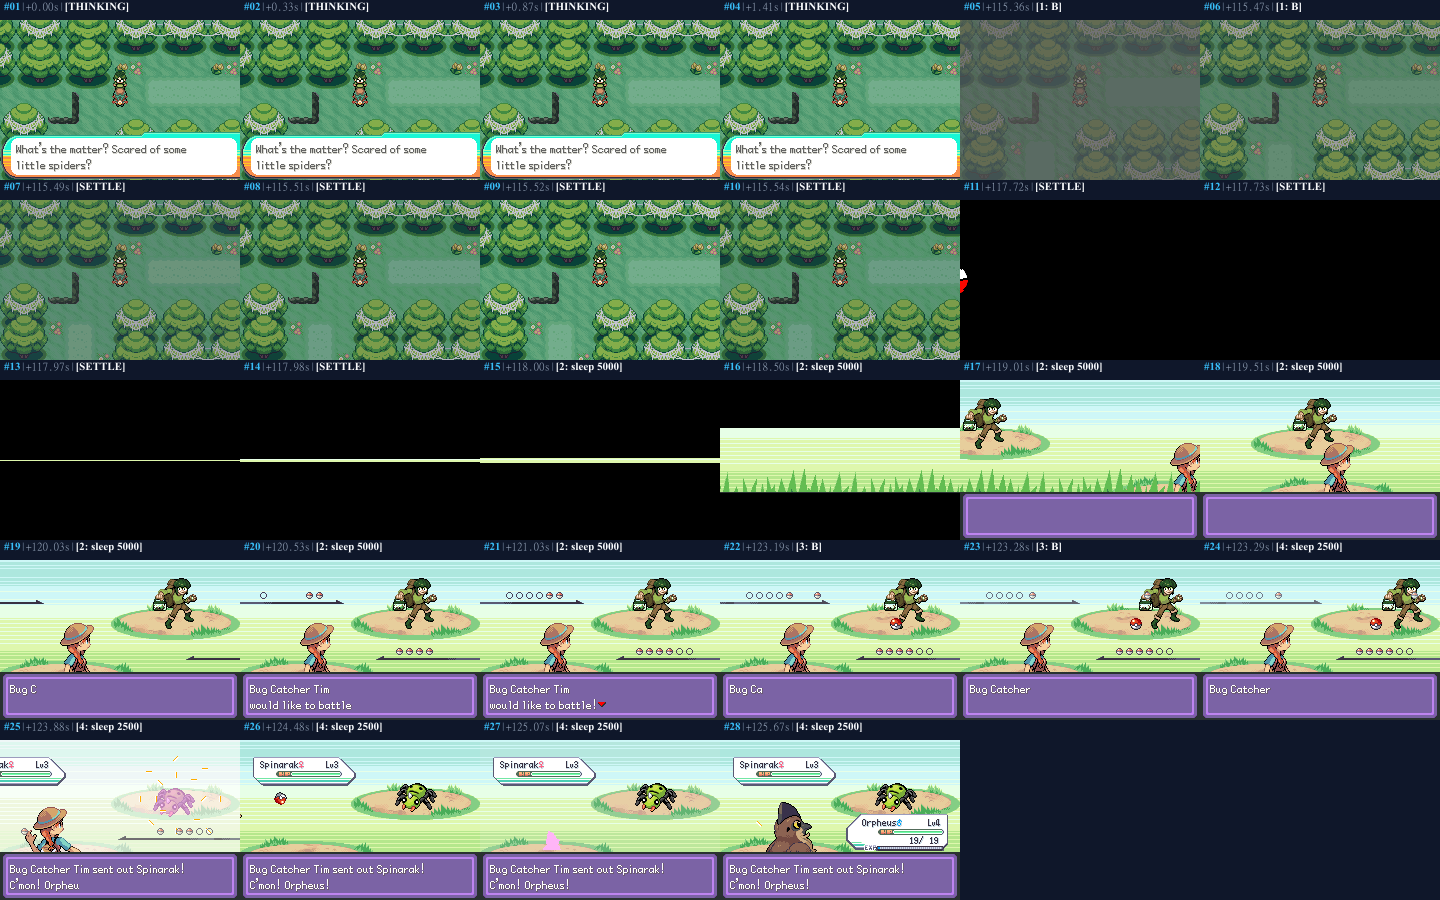 #01 | +0.00s | [THINKING]
#02 | +0.33s | [THINKING]
#03 | +0.87s | [THINKING]
#04 | +1.41s | [THINKING]
#05 | +115.36s | [1: B]
#06 | +115.47s | [1: B]
What's the matter? Scared of some
little spiders?
What's the matter? Scared of some
little spiders?
What's the matter? Scared of some
little spiders?
What's the matter? Scared of some
little spiders?
#07 | +115.49s | [SETTLE]
#08 | +115.51s | [SETTLE]
#09 | +115.52s | [SETTLE]
#10 | +115.54s | [SETTLE]
#11 | +117.72s | [SETTLE]
#12 | +117.73s | [SETTLE]
#13 | +117.97s | [SETTLE]
#14 | +117.98s | [SETTLE]
#15 | +118.00s | [2: sleep 5000]
#16 | +118.50s | [2: sleep 5000]
#17 | +119.01s | [2: sleep 5000]
#18 | +119.51s | [2: sleep 5000]
#19 | +120.03s | [2: sleep 5000]
#20 | +120.53s | [2: sleep 5000]
#21 | +121.03s | [2: sleep 5000]
#22 | +123.19s | [3: B]
#23 | +123.28s | [3: B]
#24 | +123.29s | [4: sleep 2500]
Bug C
Bug Catcher Tim
would like to battle
Bug Catcher Tim
would like to battle!
Bug Ca
Bug Catcher
Bug Catcher
#25 | +123.88s | [4: sleep 2500]
#26 | +124.48s | [4: sleep 2500]
#27 | +125.07s | [4: sleep 2500]
#28 | +125.67s | [4: sleep 2500]
ak♀ Lv3
Bug Catcher Tim sent out Spinarak!
C'mon! Orpheu
Spinarak♀ Lv3
Bug Catcher Tim sent out Spinarak!
C'mon! Orpheus!
Spinarak♀ Lv3
Bug Catcher Tim sent out Spinarak!
C'mon! Orpheus!
Spinarak♀ Lv3
Orpheus♂ Lv4
HP
19/ 19
EXP
Bug Catcher Tim sent out Spinarak!
C'mon! Orpheus!